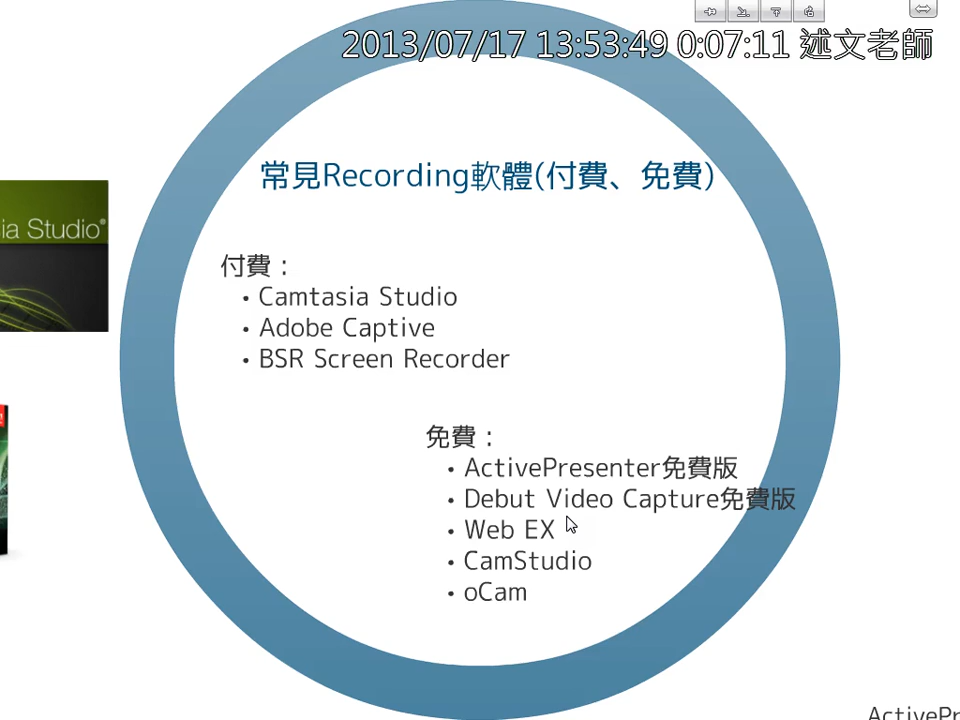 2013/07/17 13:53:49 0:07:11 述文老師
常見Recording軟體(付費、免費)
ia Studio®
付費：
• Camtasia Studio
• Adobe Captive
• BSR Screen Recorder
免費：
• ActivePresenter免費版
• Debut Video Capture免費版
• Web EX
• CamStudio
• oCam
ActivePr